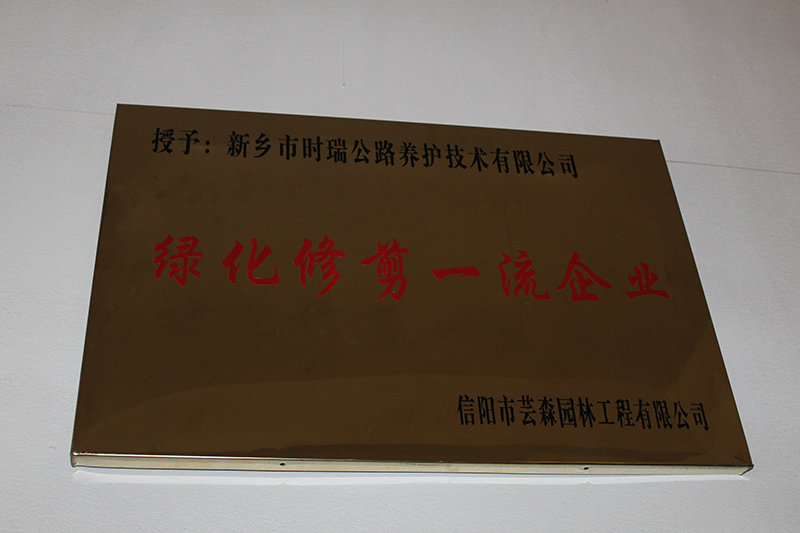 授予：新乡市时瑞公路养护技术有限公司
绿化修剪一流企业
信阳市芸森园林工程有限公司